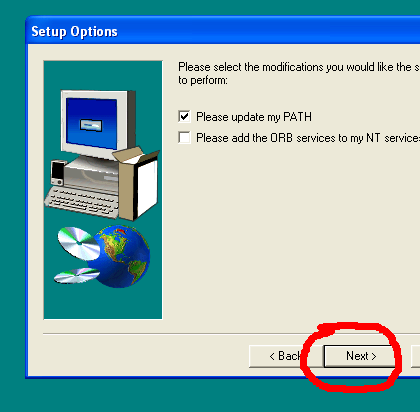 Setup Options
Please select the modifications you would like the
to perform:
Please update my PATH
Please add the ORB services to my NT services
< Back
Next >